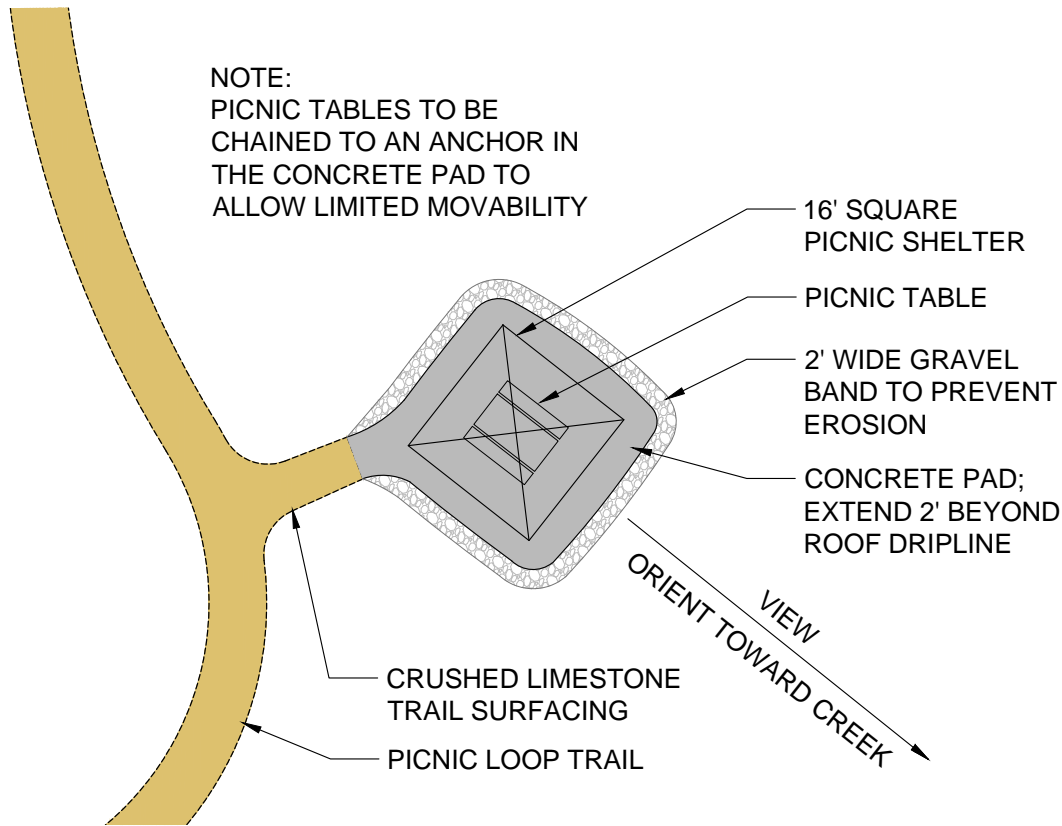 NOTE:
PICNIC TABLES TO BE
CHAINED TO AN ANCHOR IN
THE CONCRETE PAD TO
ALLOW LIMITED MOVABILITY
16' SQUARE
PICNIC SHELTER
PICNIC TABLE
2' WIDE GRAVEL
BAND TO PREVENT
EROSION
CONCRETE PAD;
EXTEND 2' BEYOND
ROOF DRIPLINE
VIEW
ORIENT TOWARD CREEK
CRUSHED LIMESTONE
TRAIL SURFACING
PICNIC LOOP TRAIL